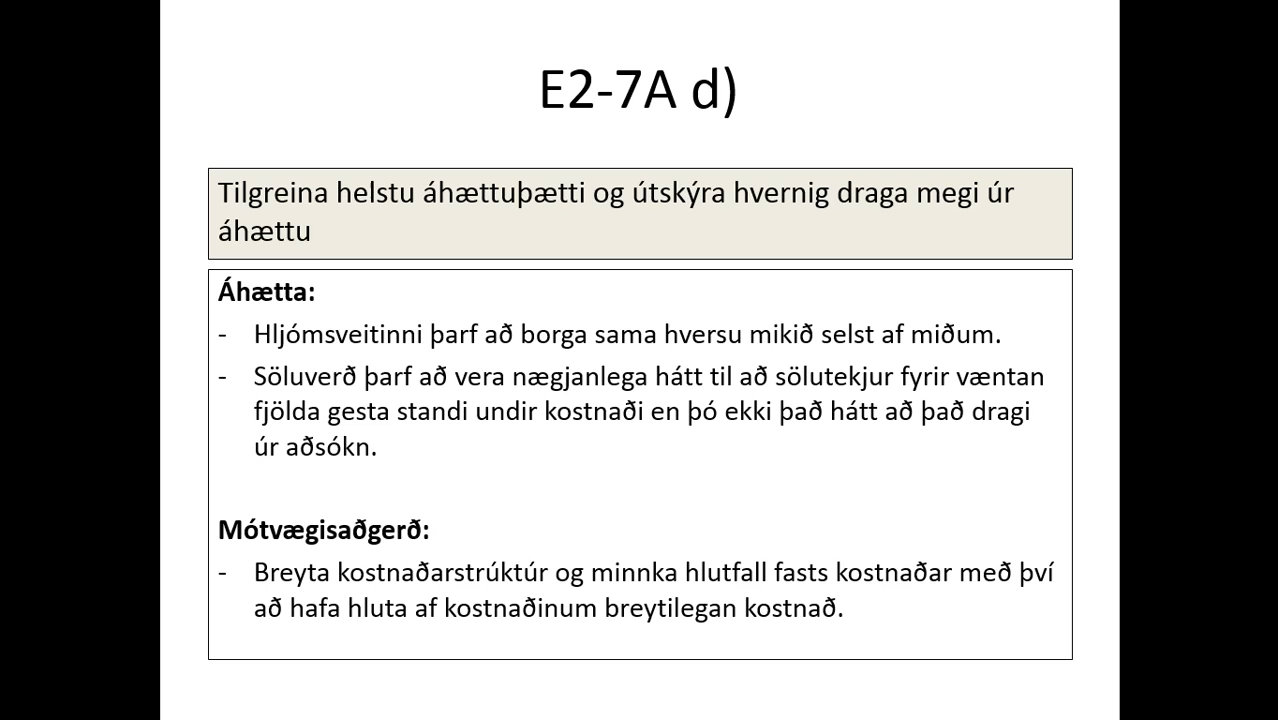 E2-7A d)
Tilgreina helstu áhættuþætti og útskýra hvernig draga megi úr
áhættu
Áhætta:
- Hljómsveitinni þarf að borga sama hversu mikið selst af miðum.
- Söluverð þarf að vera nægjanlega hátt til að sölutekjur fyrir væntan
fjölda gesta standi undir kostnaði en þó ekki það hátt að það dragi
úr aðsókn.
Mótvægisaðgerð:
- Breyta kostnaðarstrúktúr og minnka hlutfall fasts kostnaðar með því
að hafa hluta af kostnaðinum breytilegan kostnað.